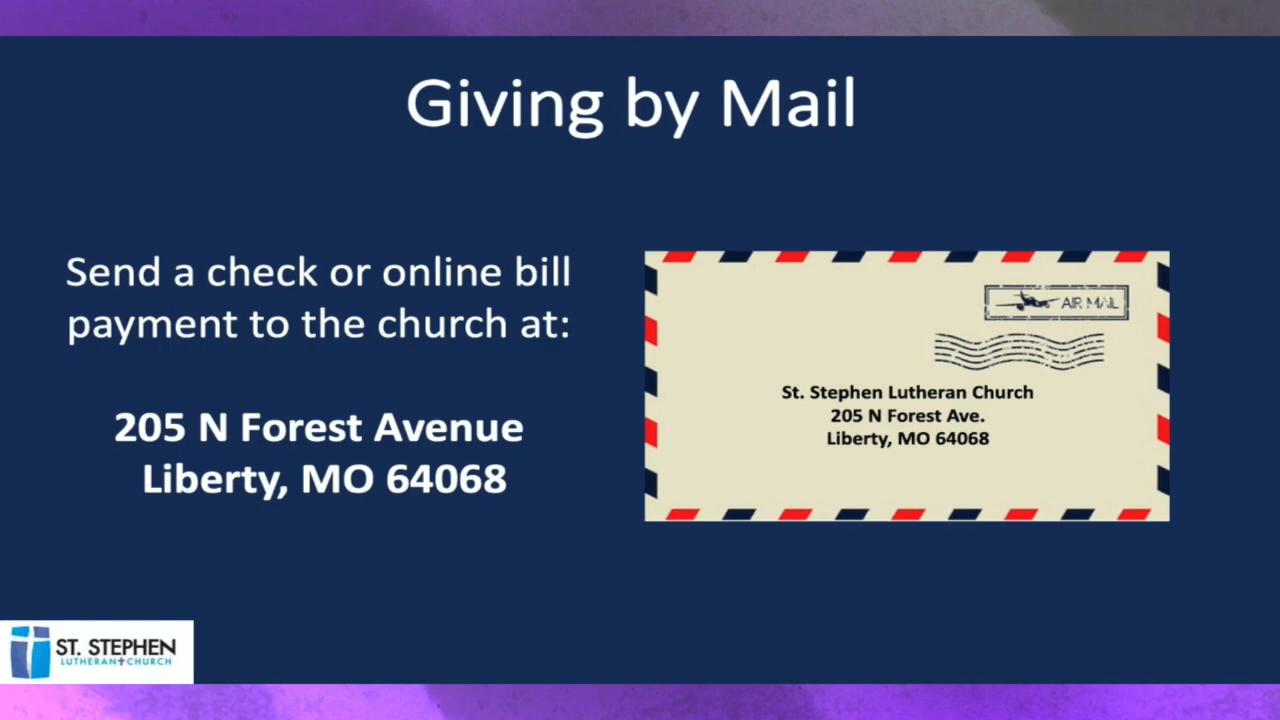 Giving by Mail
Send a check or online bill
payment to the church at:
205 N Forest Avenue
Liberty, MO 64068
AIR MAIL
St. Stephen Lutheran Church
205 N Forest Ave.
Liberty, MO 64068
ST. STEPHEN
LUTHERAN CHURCH